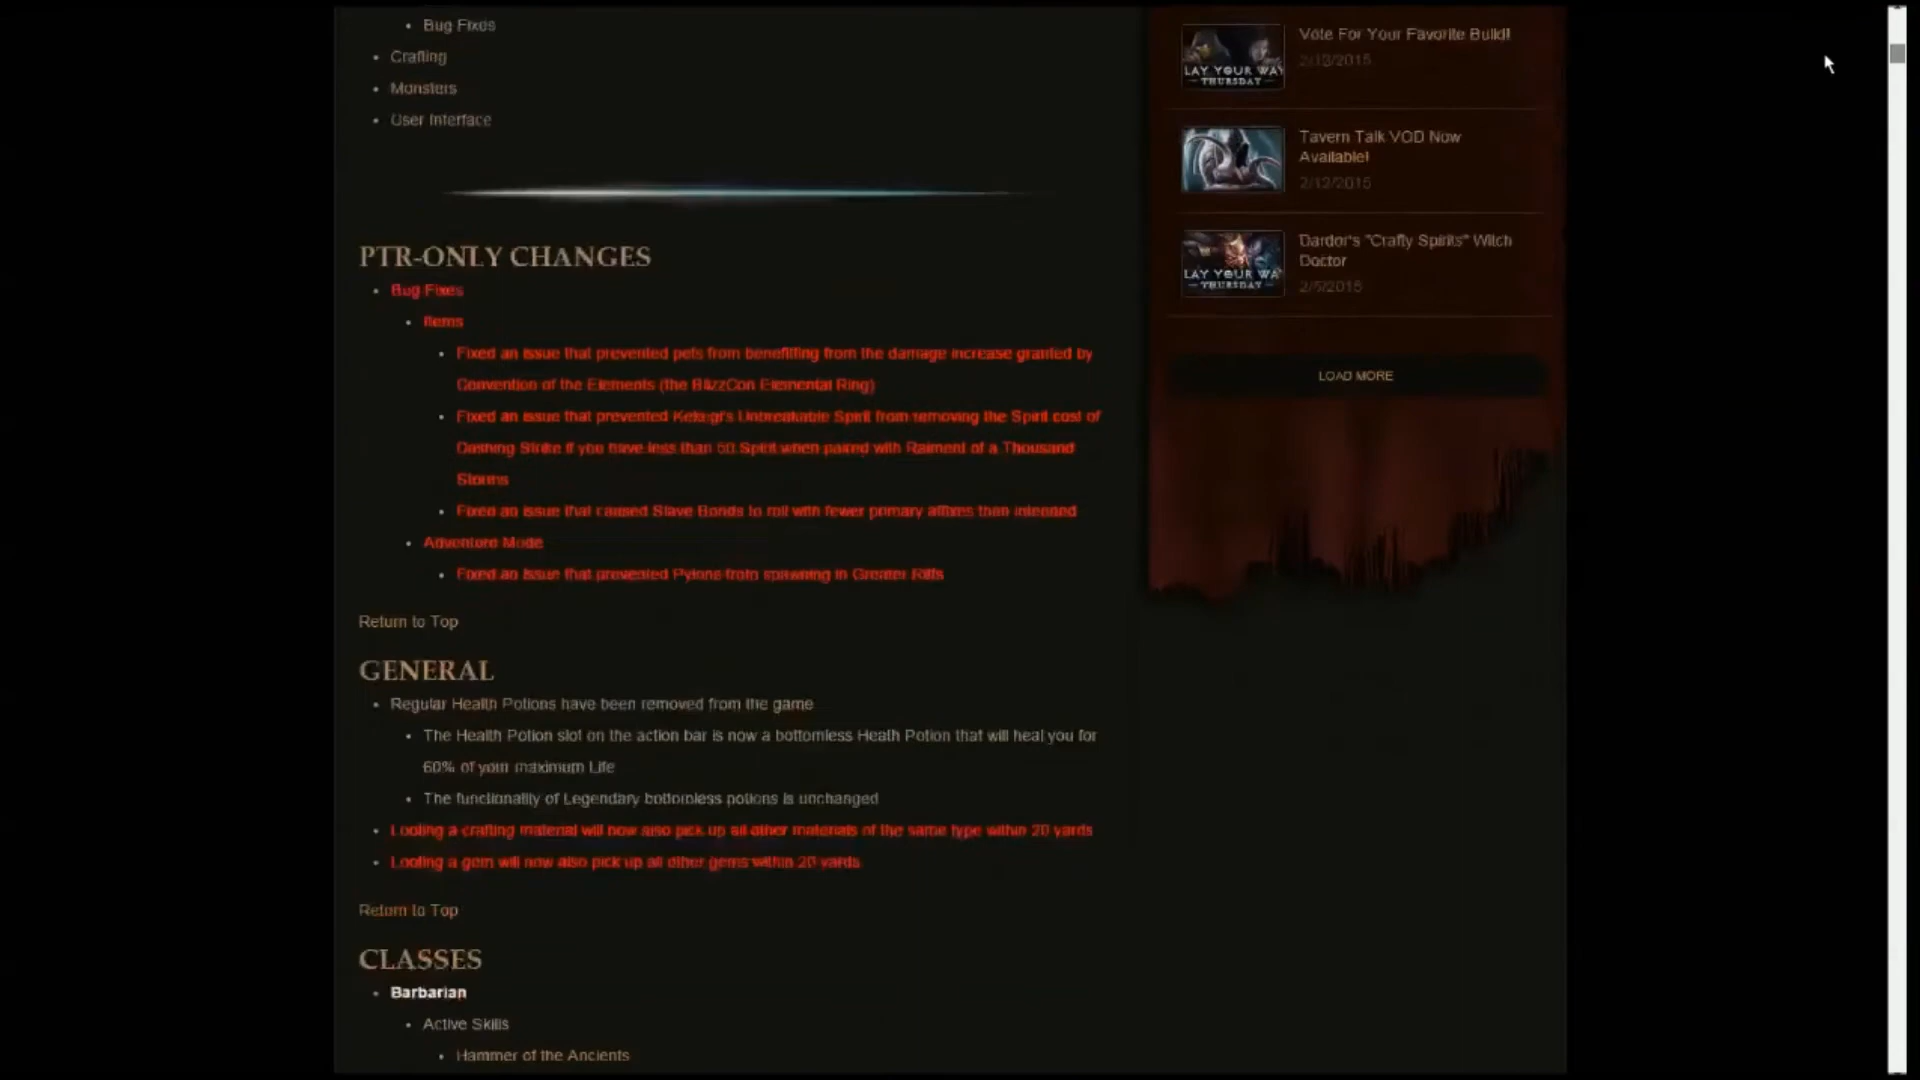 Bug Fixes
Crafting
Monsters
User Interface
PTR-ONLY CHANGES
Bug Fixes
Items
Fixed an issue that prevented pets from benefitting from the damage increase granted by
Convention of the Elements (the BlizzCon Elemental Ring)
Fixed an issue that prevented Kekegi's Unbreakable Spirit from removing the Spirit cost of
Dashing Strike if you have less than 50 Spirit when paired with Raiment of a Thousand
Storms
Fixed an issue that caused Slave Bonds to roll with fewer primary affixes than intended
Adventure Mode
Fixed an issue that prevented Pylons from spawning in Greater Rifts
Return to Top
GENERAL
Regular Health Potions have been removed from the game
The Health Potion slot on the action bar is now a bottomless Heath Potion that will heal you for
60% of your maximum Life
The functionality of Legendary bottomless potions is unchanged
Looting a crafting material will now also pick up all other materials of the same type within 20 yards
Looting a gem will now also pick up all other gems within 20 yards
Return to Top
CLASSES
Barbarian
Active Skills
Hammer of the Ancients
LAY YOUR WAY
THURSDAY
Vote For Your Favorite Build!
Tavern Talk VOD Now
Available!
2/12/2015
LAY YOUR WA
THURSDAY
Dardor's "Crafty Spirits" Witch
Doctor
2/5/2015
LOAD MORE